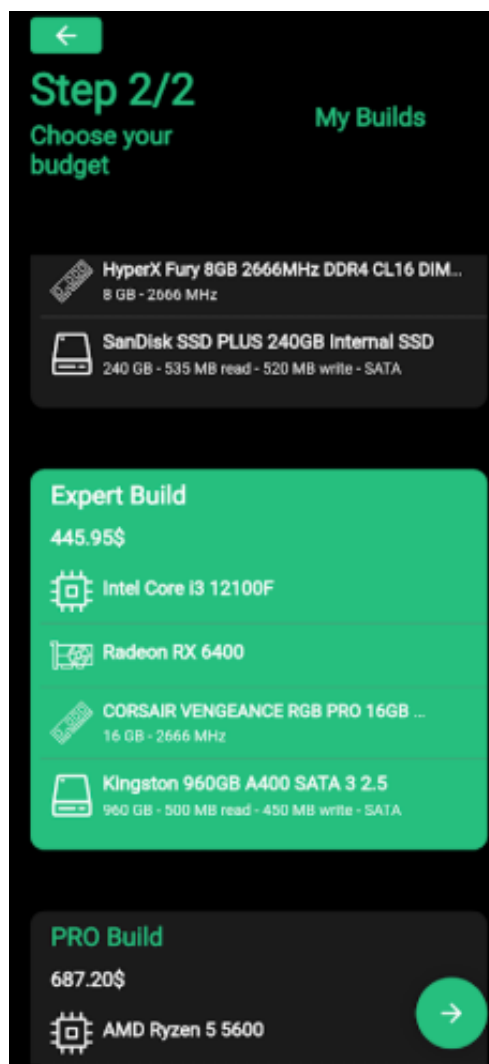 Step 2/2
Choose your
budget
My Builds
HyperX Fury 8GB 2666MHz DDR4 CL16 DIM...
8 GB - 2666 MHz
SanDisk SSD PLUS 240GB Internal SSD
240 GB - 535 MB read - 520 MB write - SATA
Expert Build
445.95$
Intel Core i3 12100F
Radeon RX 6400
CORSAIR VENGEANCE RGB PRO 16GB ...
16 GB - 2666 MHz
Kingston 960GB A400 SATA 3 2.5
960 GB - 500 MB read - 450 MB write - SATA
PRO Build
687.20$
AMD Ryzen 5 5600